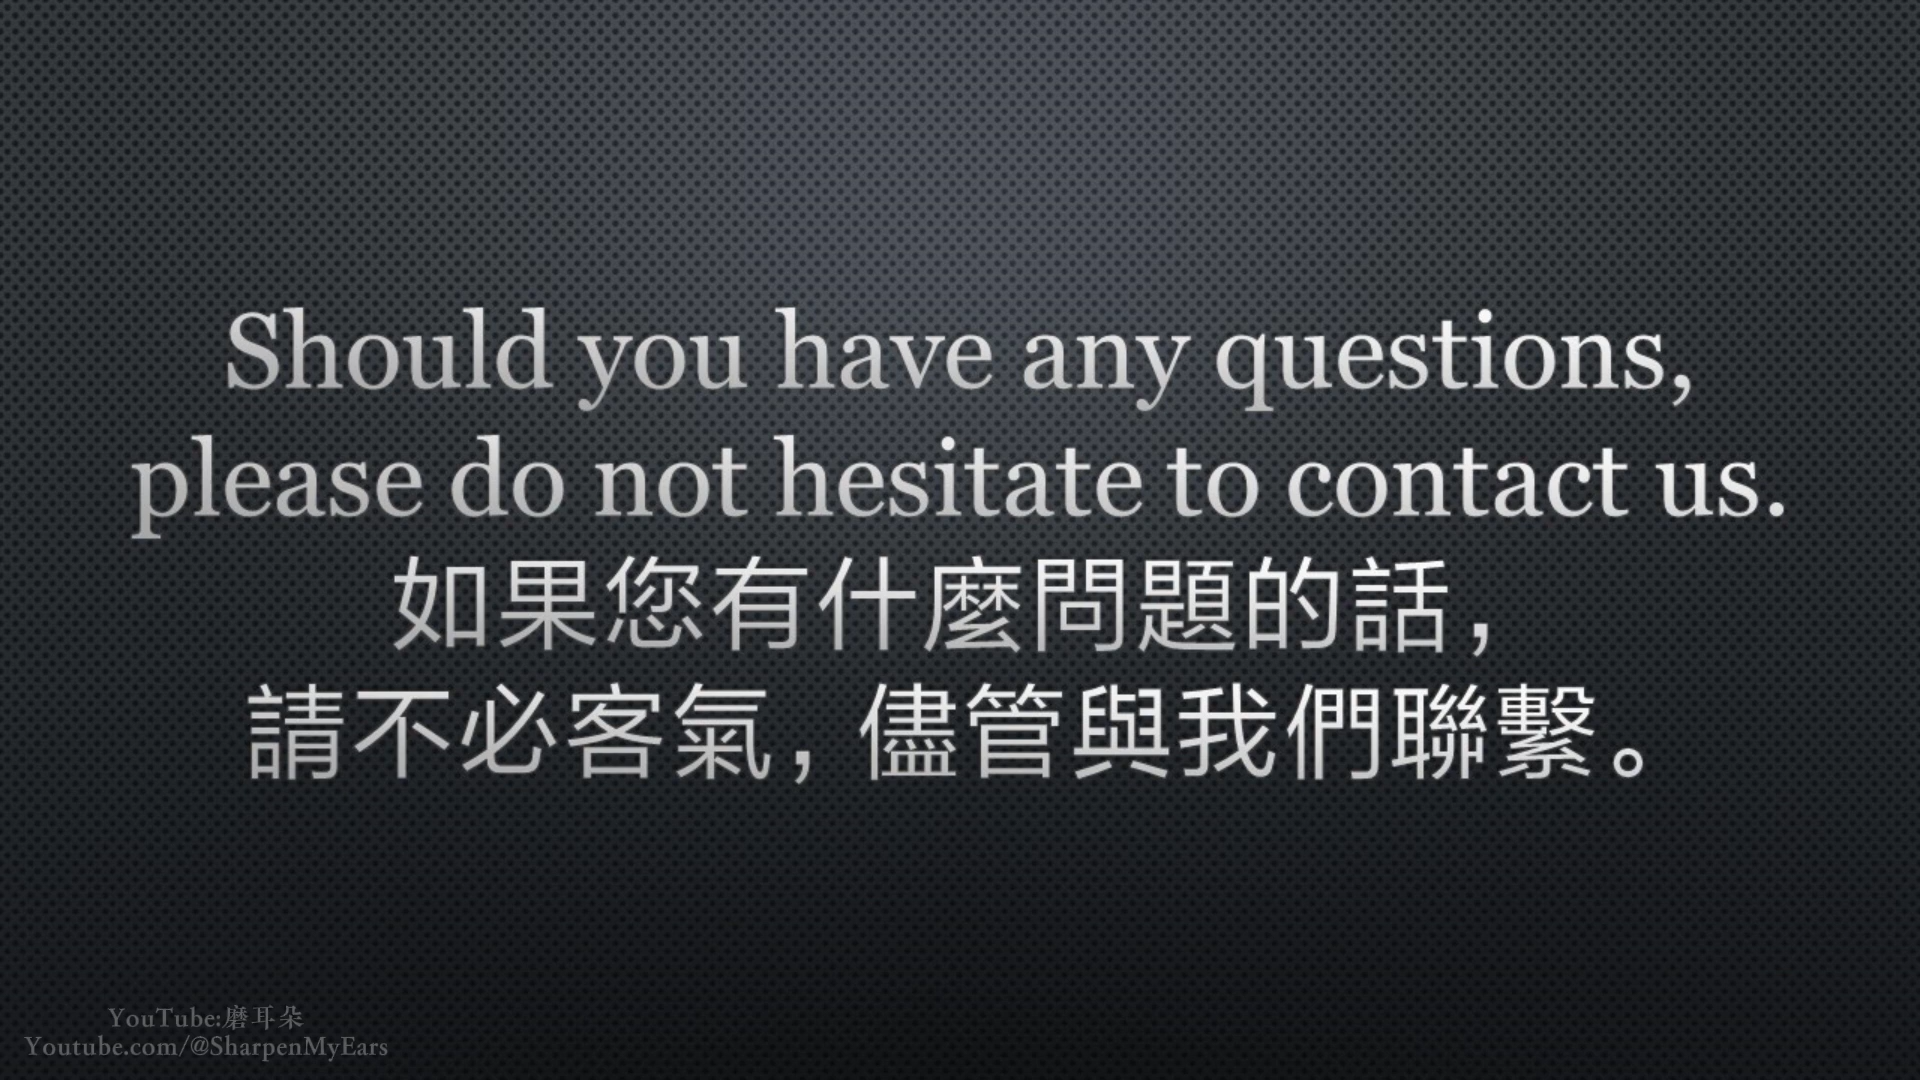 Should you have any questions,
please do not hesitate to contact us.
如果您有什麼問題的話，
請不必客氣，儘管與我們聯繫。
YouTube:磨耳朵
Youtube.com/@SharpenMyEars